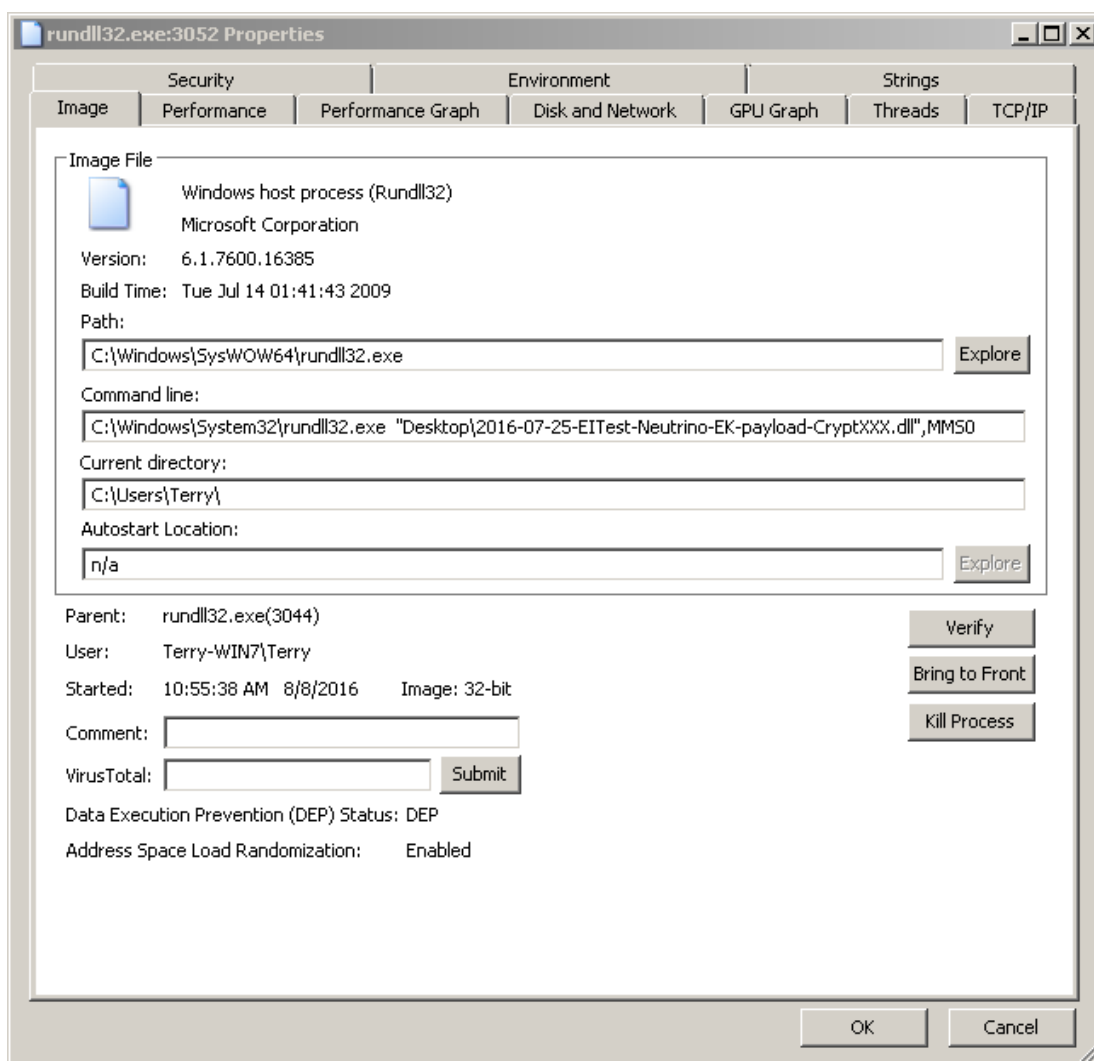 rundll32.exe:3052 Properties
Security Environment Strings
Image Performance Performance Graph Disk and Network GPU Graph Threads TCP/IP
Image File
Windows host process (Rundll32)
Microsoft Corporation
Version: 6.1.7600.16385
Build Time: Tue Jul 14 01:41:43 2009
Path:
C:\Windows\SysWOW64\rundll32.exe Explore
Command line:
C:\Windows\System32\rundll32.exe "Desktop\2016-07-25-EITest-Neutrino-EK-payload-CryptXXX.dll",MMS0
Current directory:
C:\Users\Terry\
Autostart Location:
n/a Explore
Parent: rundll32.exe(3044)
Verify
User: Terry-WIN7\Terry
Bring to Front
Started: 10:55:38 AM 8/8/2016 Image: 32-bit
Kill Process
Comment:
VirusTotal: Submit
Data Execution Prevention (DEP) Status: DEP
Address Space Load Randomization: Enabled
OK Cancel